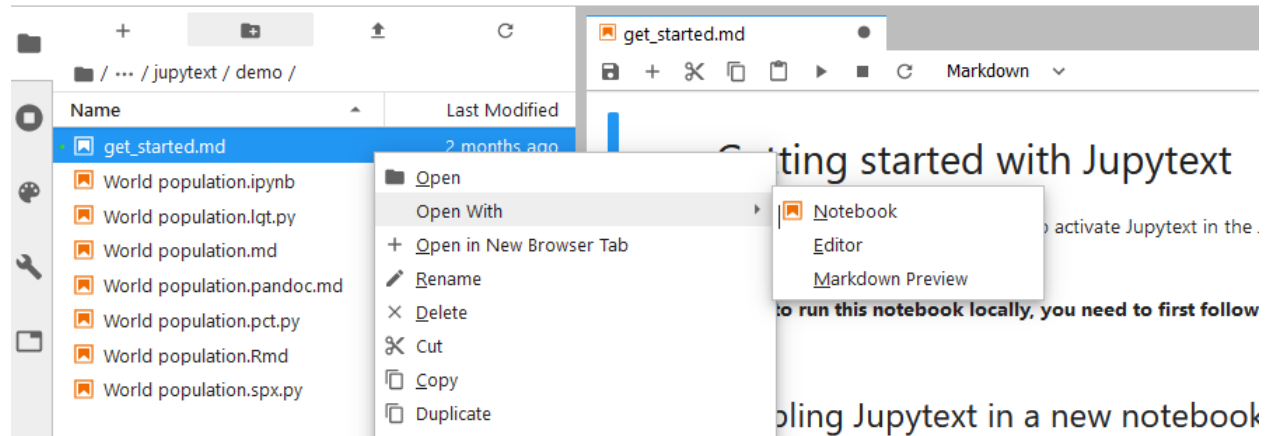 get_started.md
/ ··· / jupytext / demo /
Markdown
Name Last Modified
get_started.md 2 months ago
World population.ipynb
World population.lgt.py
World population.md
World population.pandoc.md
World population.pct.py
World population.Rmd
World population.spx.py
Open
Open With
Open in New Browser Tab
Rename
Delete
Cut
Copy
Duplicate
Notebook
Editor
Markdown Preview
started with Jupytext
activate Jupytext in the
to run this notebook locally, you need to first follow
Jupytext in a new notebook